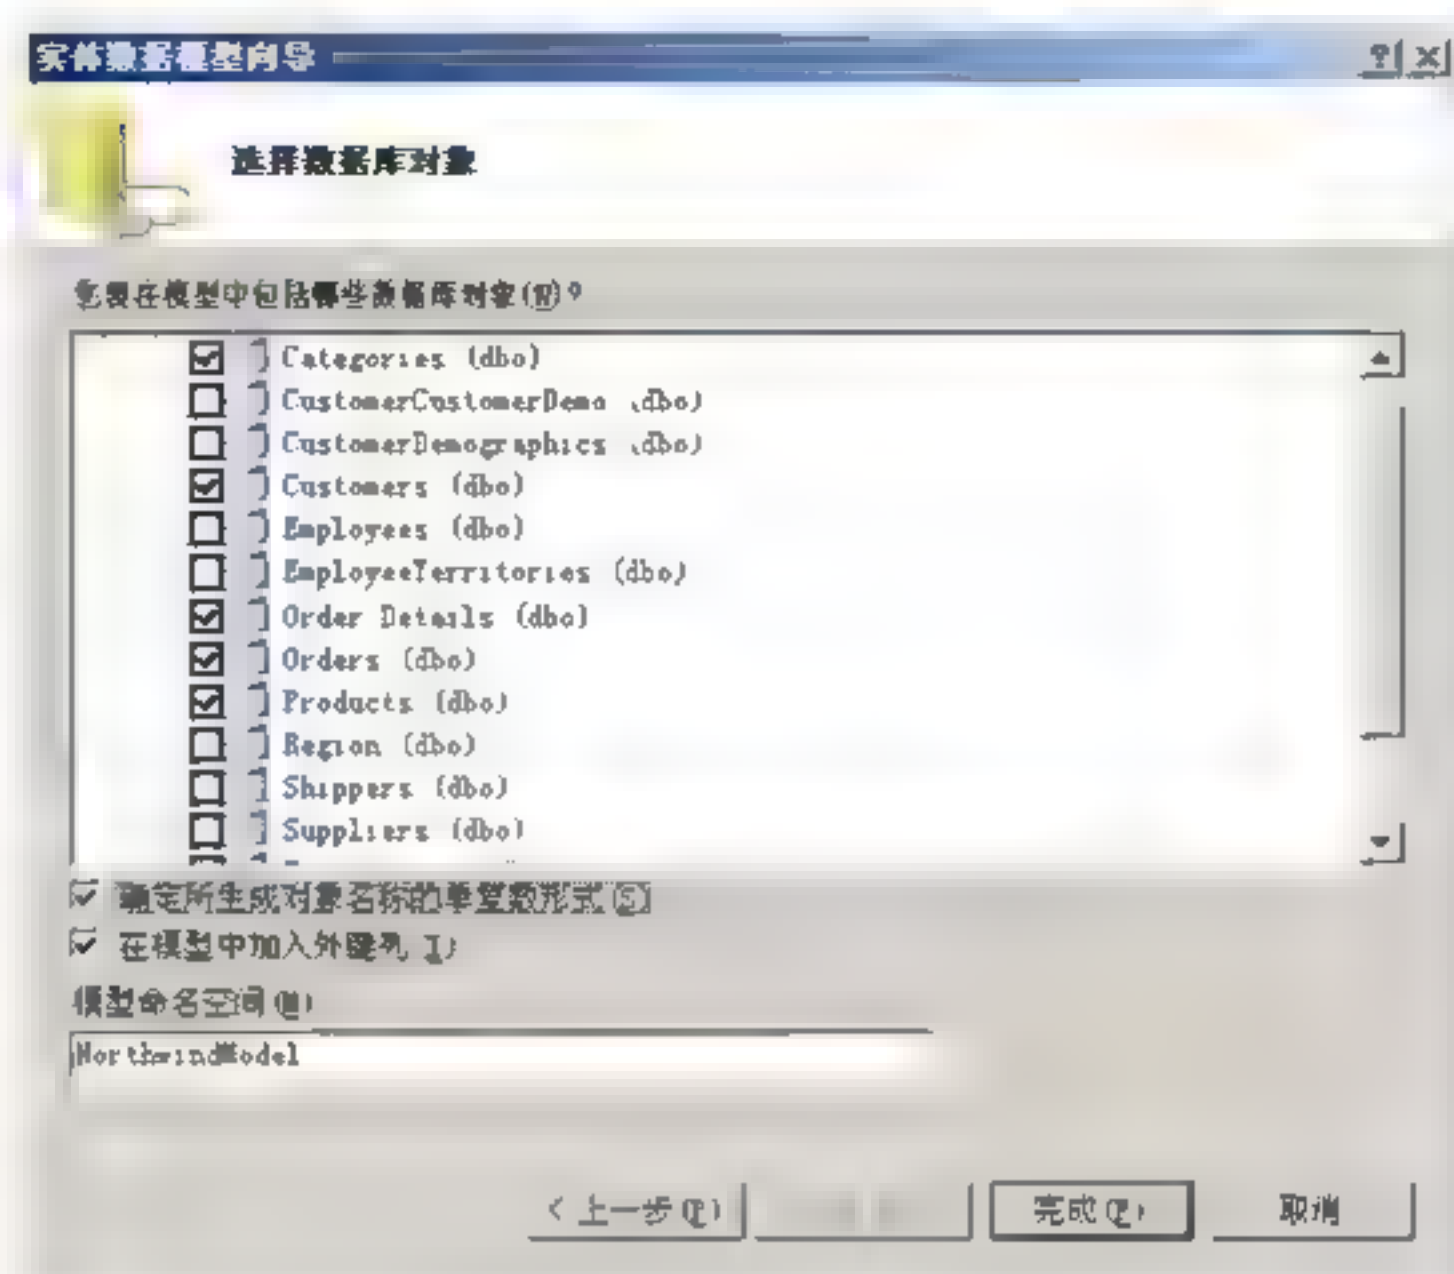 实体数据模型向导
选择数据库对象
您要在模型中包括哪些数据库对象(W)?
Categories (dbo)
CustomerCustomerDemo (dbo)
CustomerDemographics (dbo)
Customers (dbo)
Employees (dbo)
EmployeeTerritories (dbo)
Order Details (dbo)
Orders (dbo)
Products (dbo)
Region (dbo)
Shippers (dbo)
Suppliers (dbo)
确定所生成对象名称的单复数形式(S)
在模型中加入外键列(I)
模型命名空间(M)
NorthwindModel
< 上一步(P)
完成(F)
取消